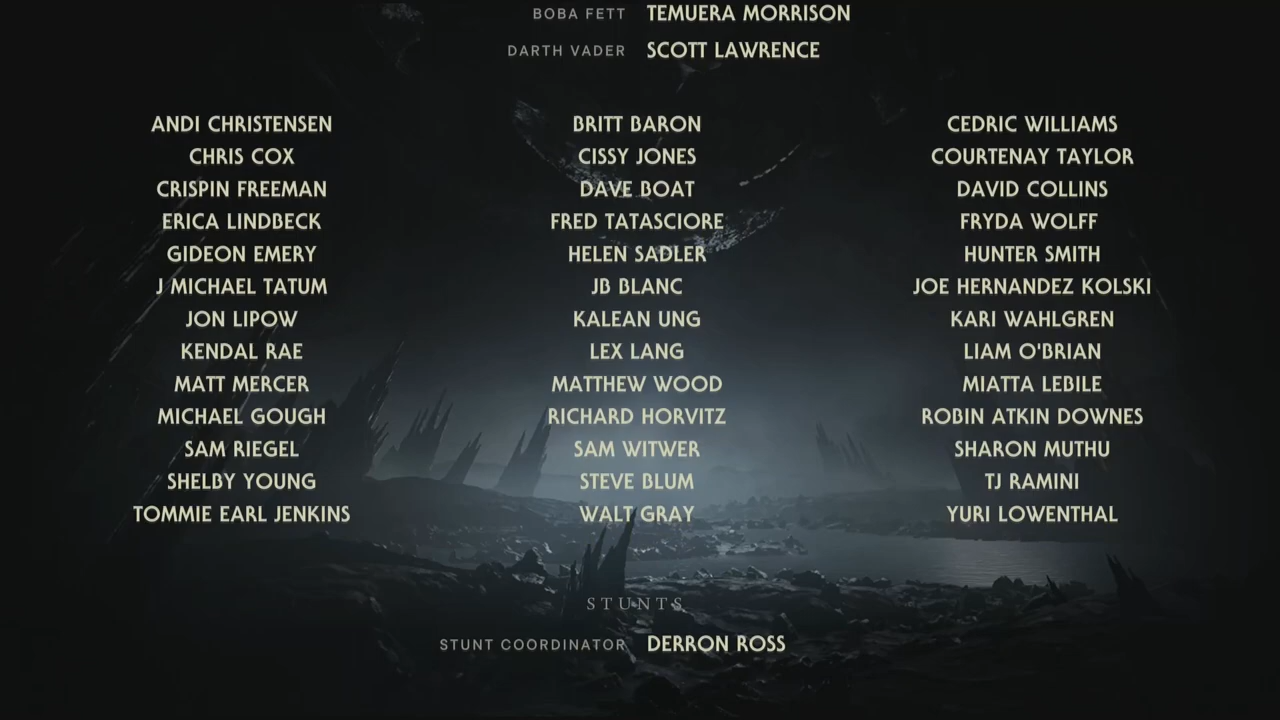 BOBA FETT TEMUERA MORRISON
DARTH VADER SCOTT LAWRENCE
ANDI CHRISTENSEN BRITT BARON CEDRIC WILLIAMS
CHRIS COX CISSY JONES COURTENAY TAYLOR
CRISPIN FREEMAN DAVE BOAT DAVID COLLINS
ERICA LINDBECK FRED TATASCIORE FRYDA WOLFF
GIDEON EMERY HELEN SADLER HUNTER SMITH
J MICHAEL TATUM JB BLANC JOE HERNANDEZ KOLSKI
JON LIPOW KALEAN UNG KARI WAHLGREN
KENDAL RAE LEX LANG LIAM O'BRIAN
MATT MERCER MATTHEW WOOD MIATTA LEBILE
MICHAEL GOUGH RICHARD HORVITZ ROBIN ATKIN DOWNES
SAM RIEGEL SAM WITWER SHARON MUTHU
SHELBY YOUNG STEVE BLUM TJ RAMINI
TOMMIE EARL JENKINS WALT GRAY YURI LOWENTHAL
STUNTS
STUNT COORDINATOR DERRON ROSS